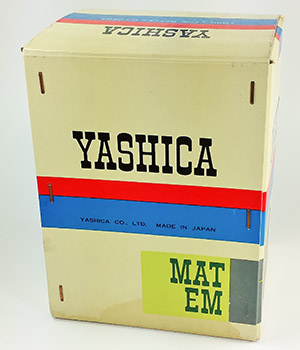 YASHICA
YASHICA
YASHICA CO., LTD. MADE IN JAPAN
MAT
EM